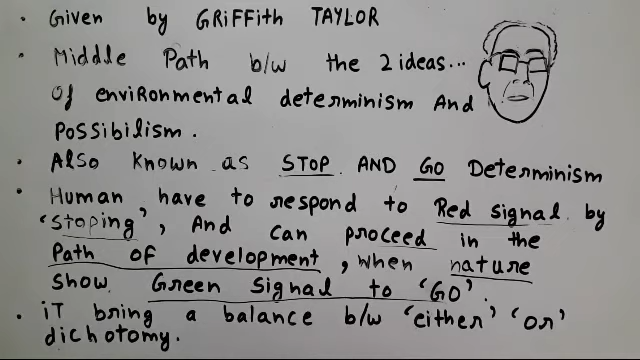 • Given by GRiFFith TAYLOR
• Middle Path b/w the 2 ideas...
Of enviRonmental determinism And
Possibilism.
• Also known as STOP AND GO Determinism
• Human have to respond to Red signal by
'Stoping', And can proceed in the
Path of development, when nature
show Green Signal to 'GO'.
• iT bring a balance b/w 'either' 'or'
dichotomy.